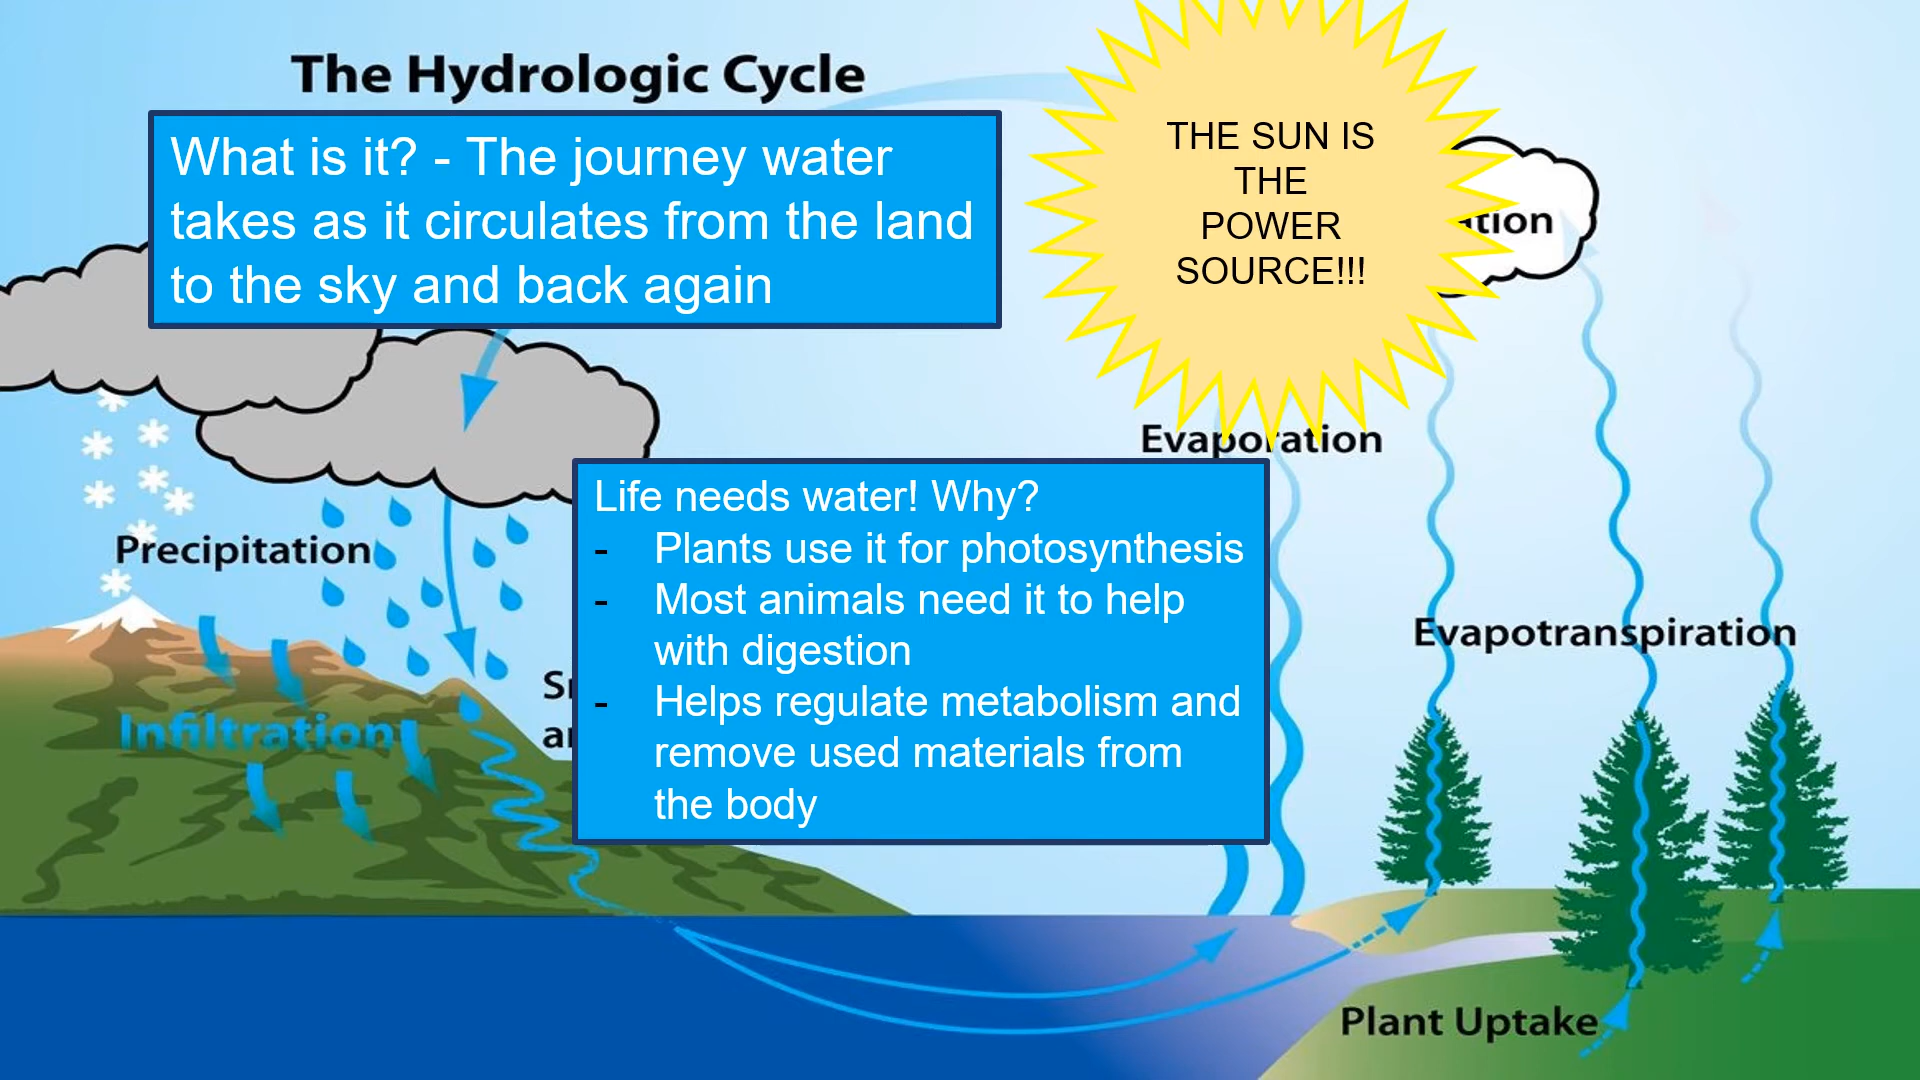 The Hydrologic Cycle
What is it? - The journey water
takes as it circulates from the land
to the sky and back again
THE SUN IS
THE
POWER
SOURCE!!!
Evaporation
Life needs water! Why?
- Plants use it for photosynthesis
- Most animals need it to help
with digestion
- Helps regulate metabolism and
remove used materials from
the body
Precipitation
Infiltration
Evapotranspiration
Plant Uptake